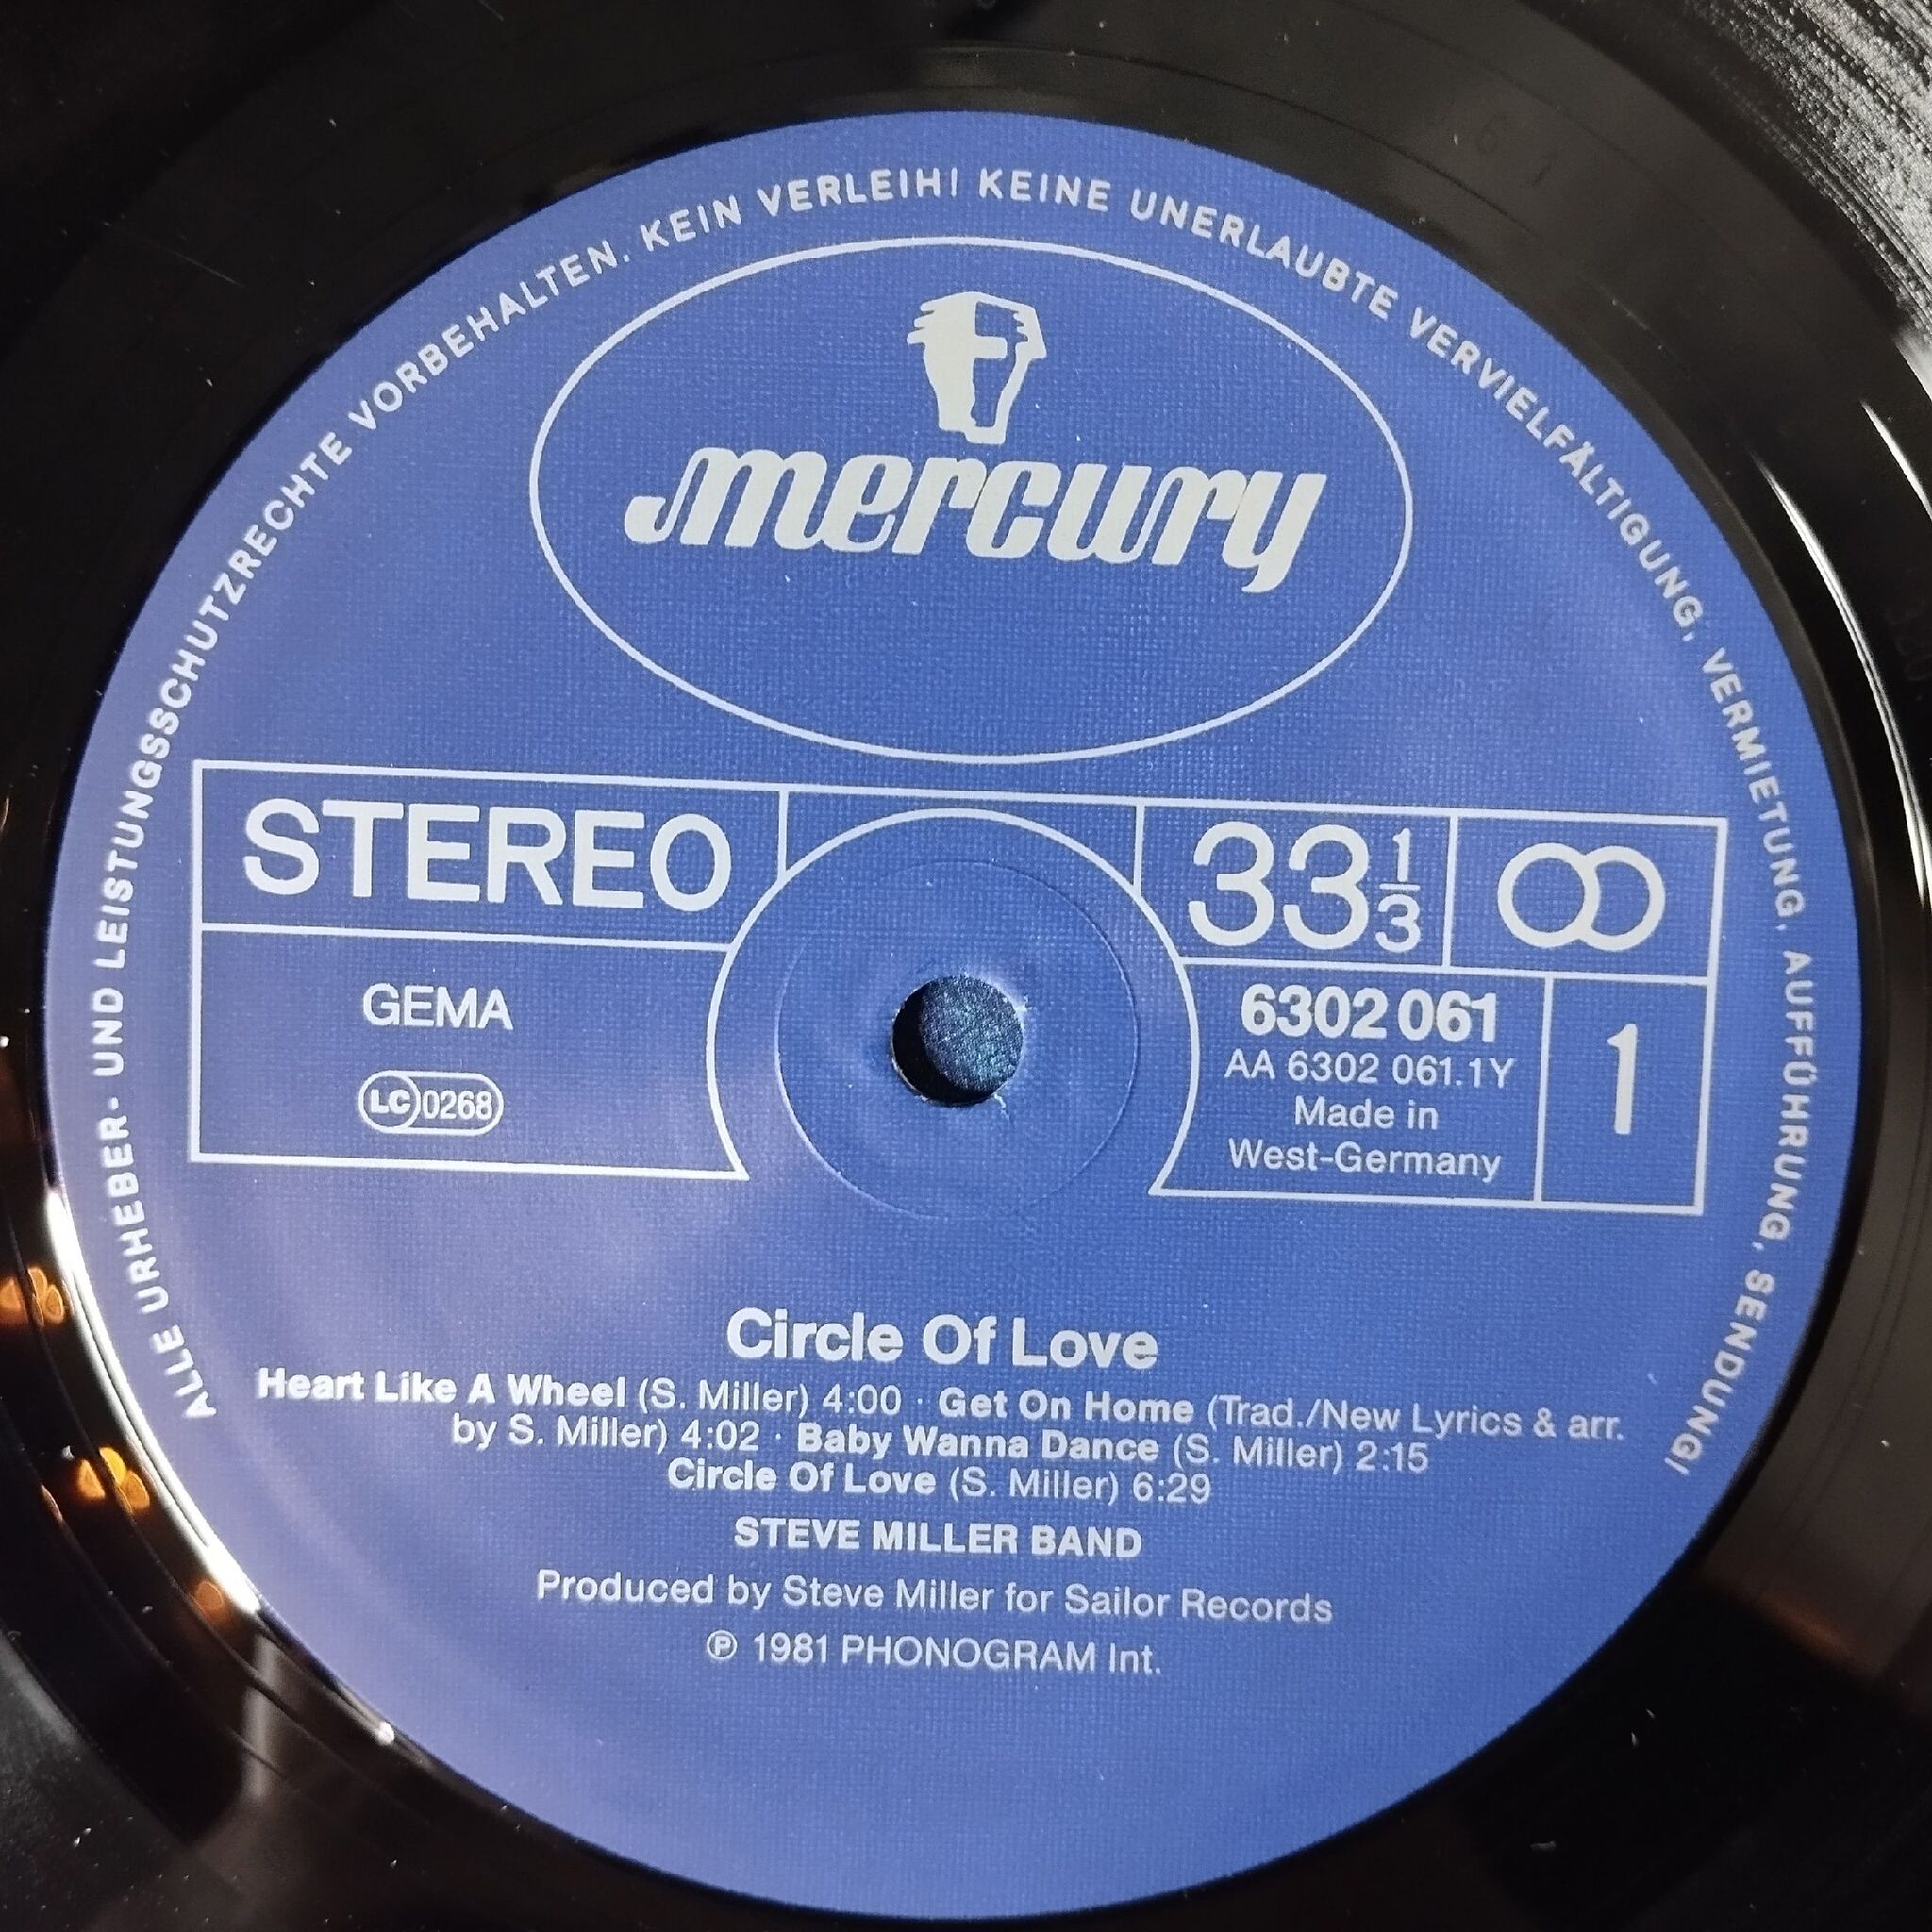 ALLE URHEBER- UND LEISTUNGSSCHUTZRECHTE VORBEHALTEN. KEIN VERLEIH! KEINE UNERLAUBTE VERVIELFÄLTIGUNG, VERMIETUNG, AUFFÜHRUNG, SENDUNG!
mercury
STEREO
33 1/3
GEMA
LC 0268
6302 061
AA 6302 061.1Y
Made in
West-Germany
1
Circle Of Love
Heart Like A Wheel (S. Miller) 4:00 · Get On Home (Trad./New Lyrics & arr.
by S. Miller) 4:02 · Baby Wanna Dance (S. Miller) 2:15
Circle Of Love (S. Miller) 6:29
STEVE MILLER BAND
Produced by Steve Miller for Sailor Records
℗ 1981 PHONOGRAM Int.